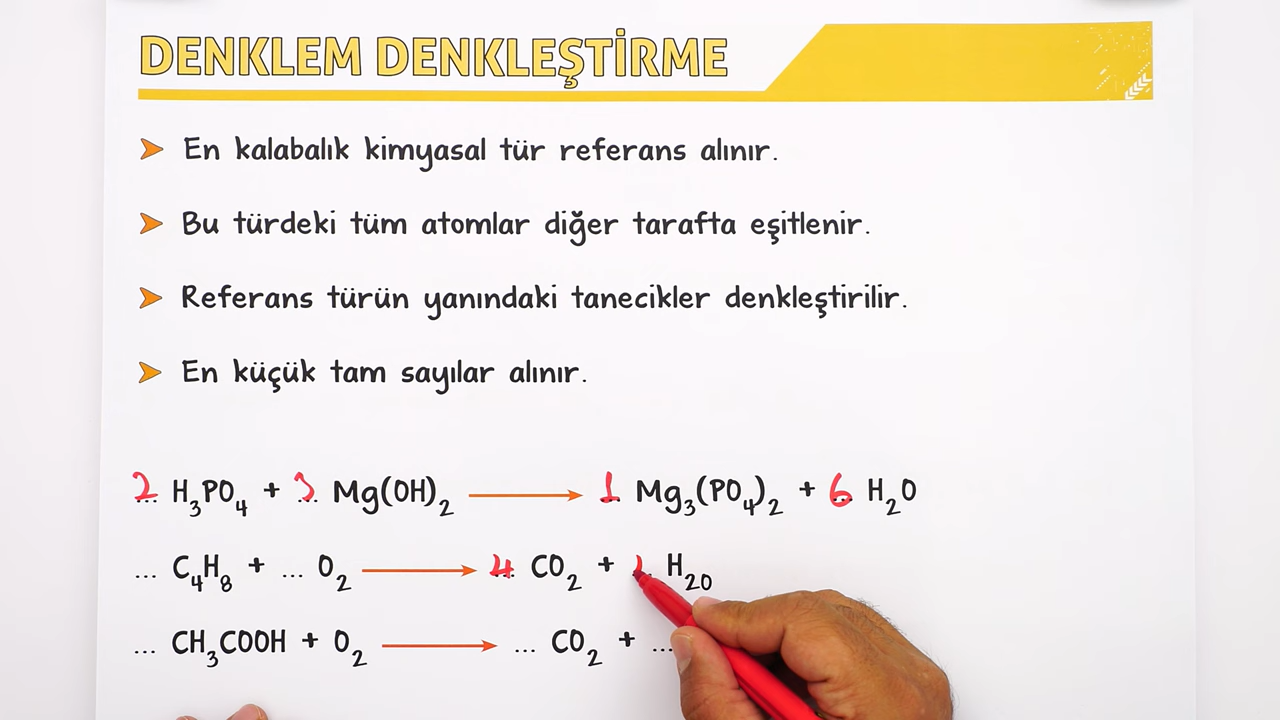 DENKLEM DENKLEŞTİRME
➤ En kalabalık kimyasal tür referans alınır.
➤ Bu türdeki tüm atomlar diğer tarafta eşitlenir.
➤ Referans türün yanındaki tanecikler denkleştirilir.
➤ En küçük tam sayılar alınır.
2 H₃PO₄ + 3 Mg(OH)₂ → 1 Mg₃(PO₄)₂ + 6 H₂O
... C₄H₈ + ... O₂ → 4 CO₂ + ... H₂₀
... CH₃COOH + O₂ → ... CO₂ + ...